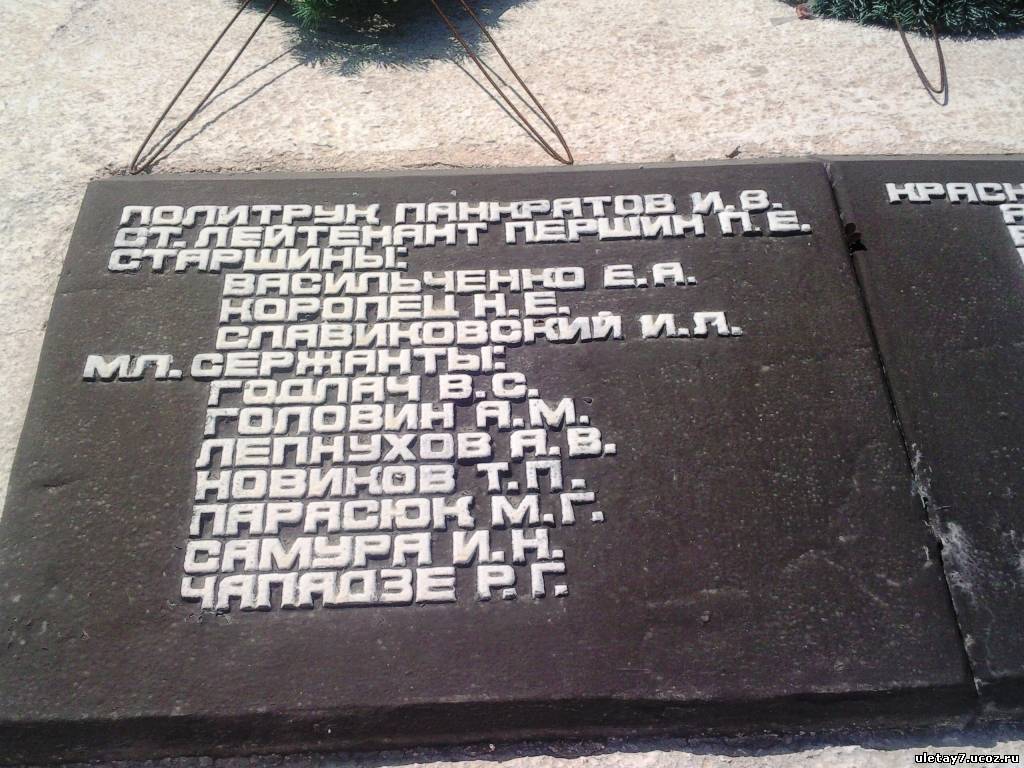 ПОЛИТРУК ПАНКРАТОВ И.В.
СТ. ЛЕЙТЕНАНТ ПЕРШИН П.Е.
СТАРШИНЫ:
ВАСИЛЬЧЕНКО Е.А.
КОРОПЕЦ Н.Е.
СЛАВИКОВСКИЙ И.П.
МЛ. СЕРЖАНТЫ:
ГОДЛАЧ В.С.
ГОЛОВИН А.М.
ЛЕПНУХОВ А.В.
НОВИКОВ Т.П.
ПАРАСЮК М.Г.
САМУРА И.Н.
ЧАПАДЗЕ Р.Г.
КРАСН
uletay7.ucoz.ru